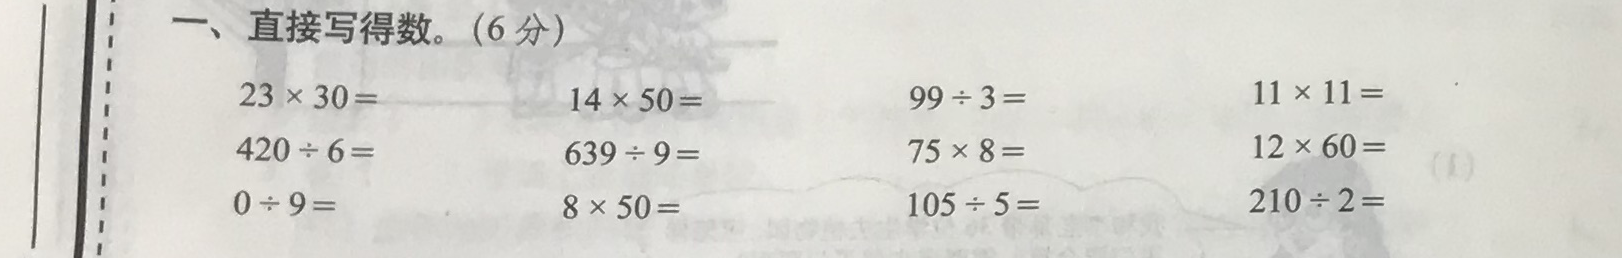 一、直接写得数。(6 分)
23 × 30 = 14 × 50 = 99 ÷ 3 = 11 × 11 =
420 ÷ 6 = 639 ÷ 9 = 75 × 8 = 12 × 60 =
0 ÷ 9 = 8 × 50 = 105 ÷ 5 = 210 ÷ 2 =